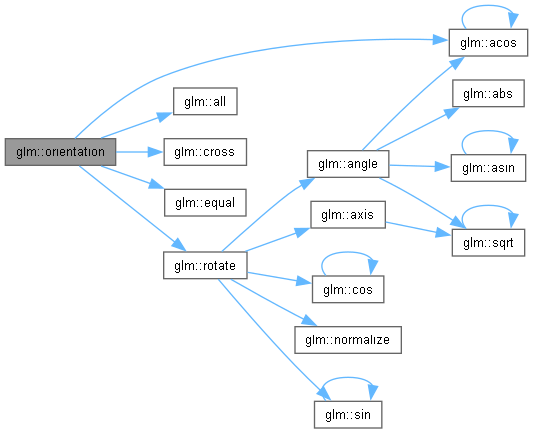 glm::acos
glm::all
glm::abs
glm::orientation
glm::cross
glm::angle
glm::asin
glm::equal
glm::axis
glm::sqrt
glm::rotate
glm::cos
glm::normalize
glm::sin